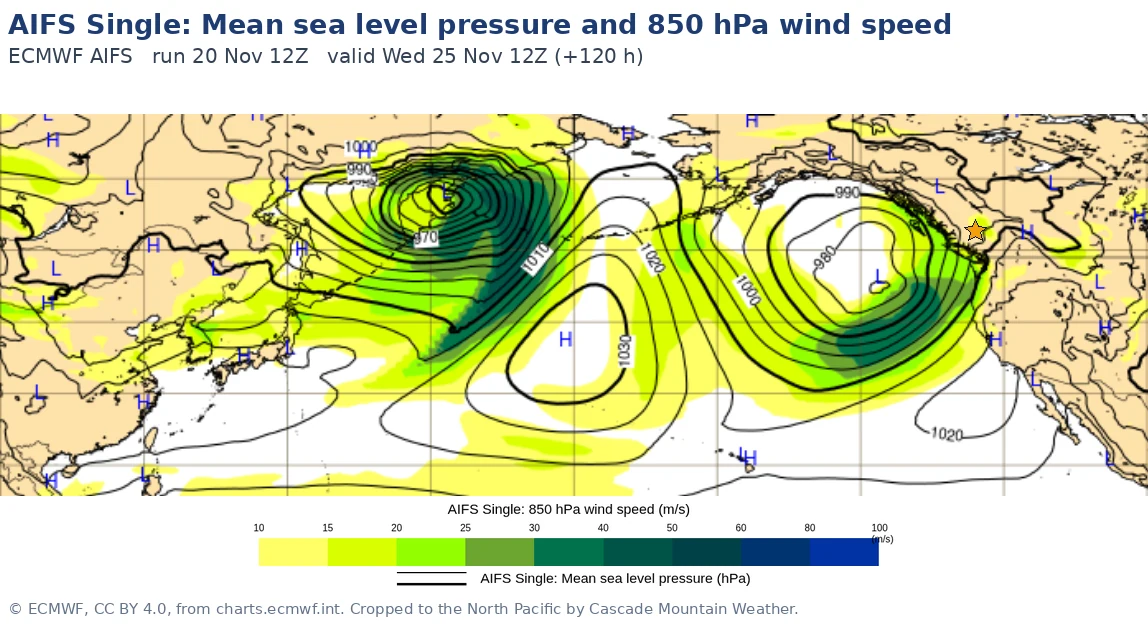 AIFS Single: Mean sea level pressure and 850 hPa wind speed
ECMWF AIFS run 20 Nov 12Z valid Wed 25 Nov 12Z (+120 h)
L H H H L
1000 H
990
L L L L L
970
H H H H
1010 1020
990
980
L L L L
1000
H H H H
1030
L L
H H
1020
L H L
H L
AIFS Single: 850 hPa wind speed (m/s)
10 15 20 25 30 40 50 60 80 100
(m/s)
AIFS Single: Mean sea level pressure (hPa)
© ECMWF, CC BY 4.0, from charts.ecmwf.int. Cropped to the North Pacific by Cascade Mountain Weather.